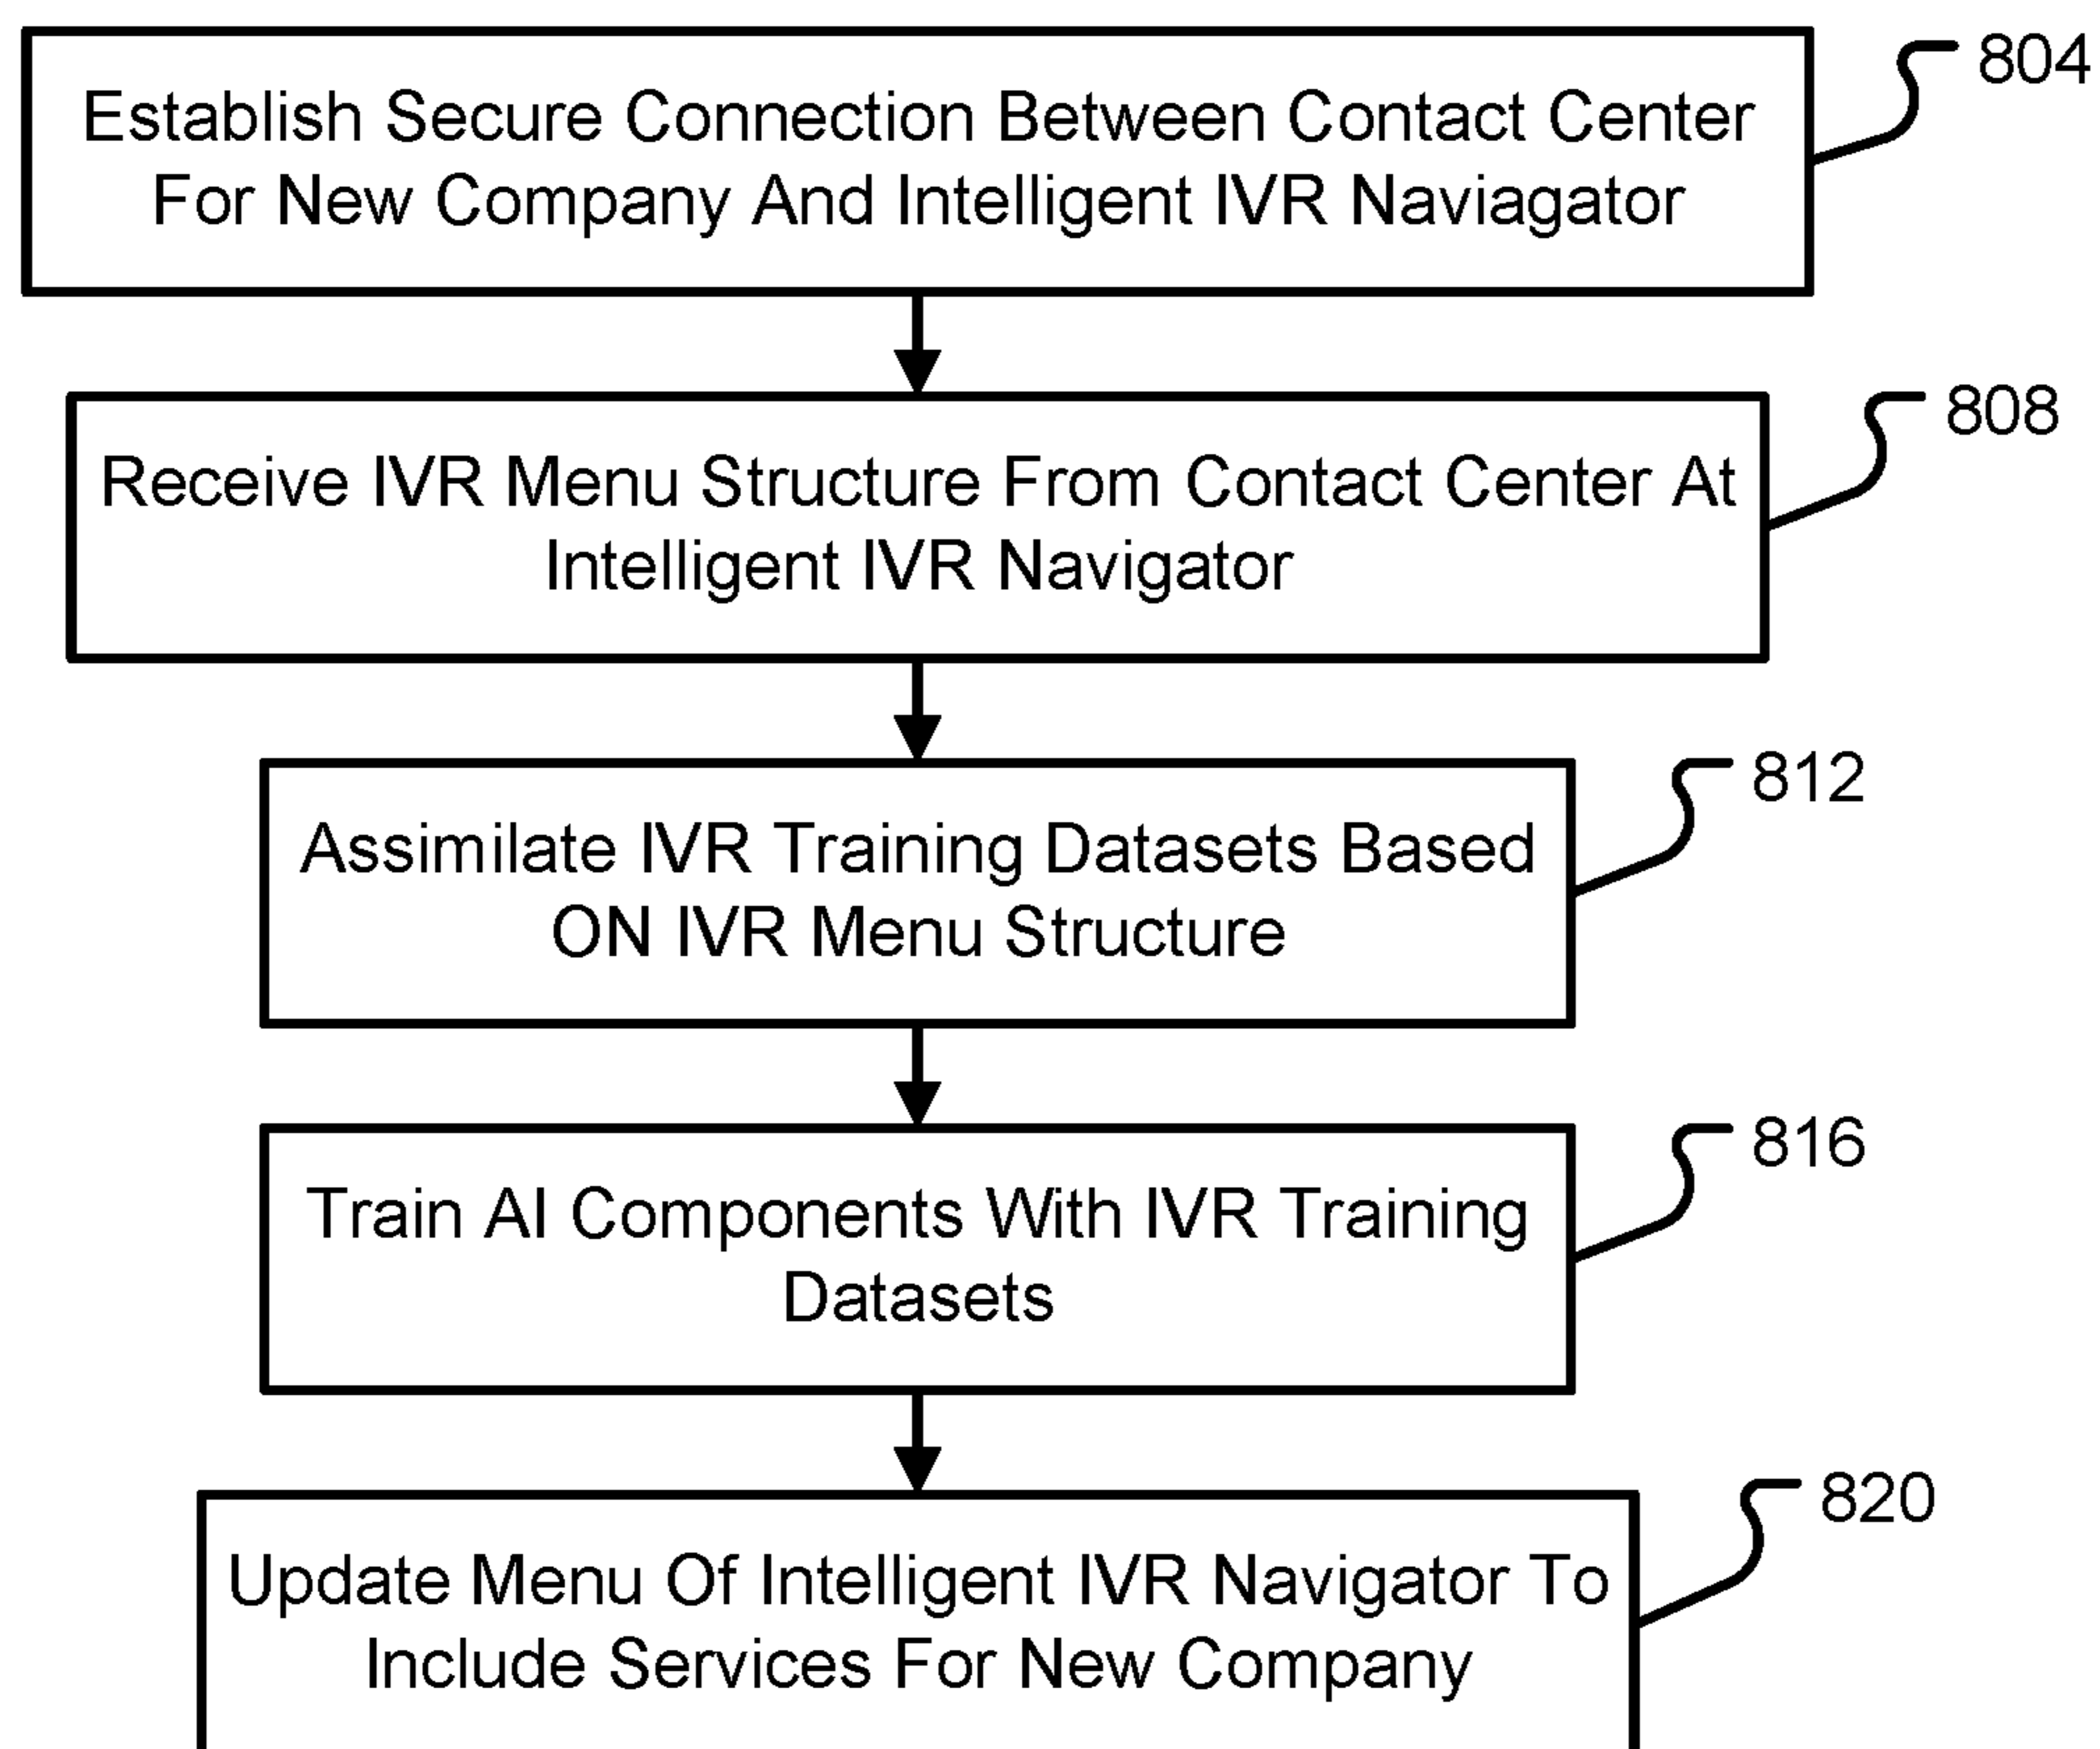 804
Establish Secure Connection Between Contact Center
For New Company And Intelligent IVR Naviagator
808
Receive IVR Menu Structure From Contact Center At
Intelligent IVR Navigator
812
Assimilate IVR Training Datasets Based
ON IVR Menu Structure
816
Train AI Components With IVR Training
Datasets
820
Update Menu Of Intelligent IVR Navigator To
Include Services For New Company